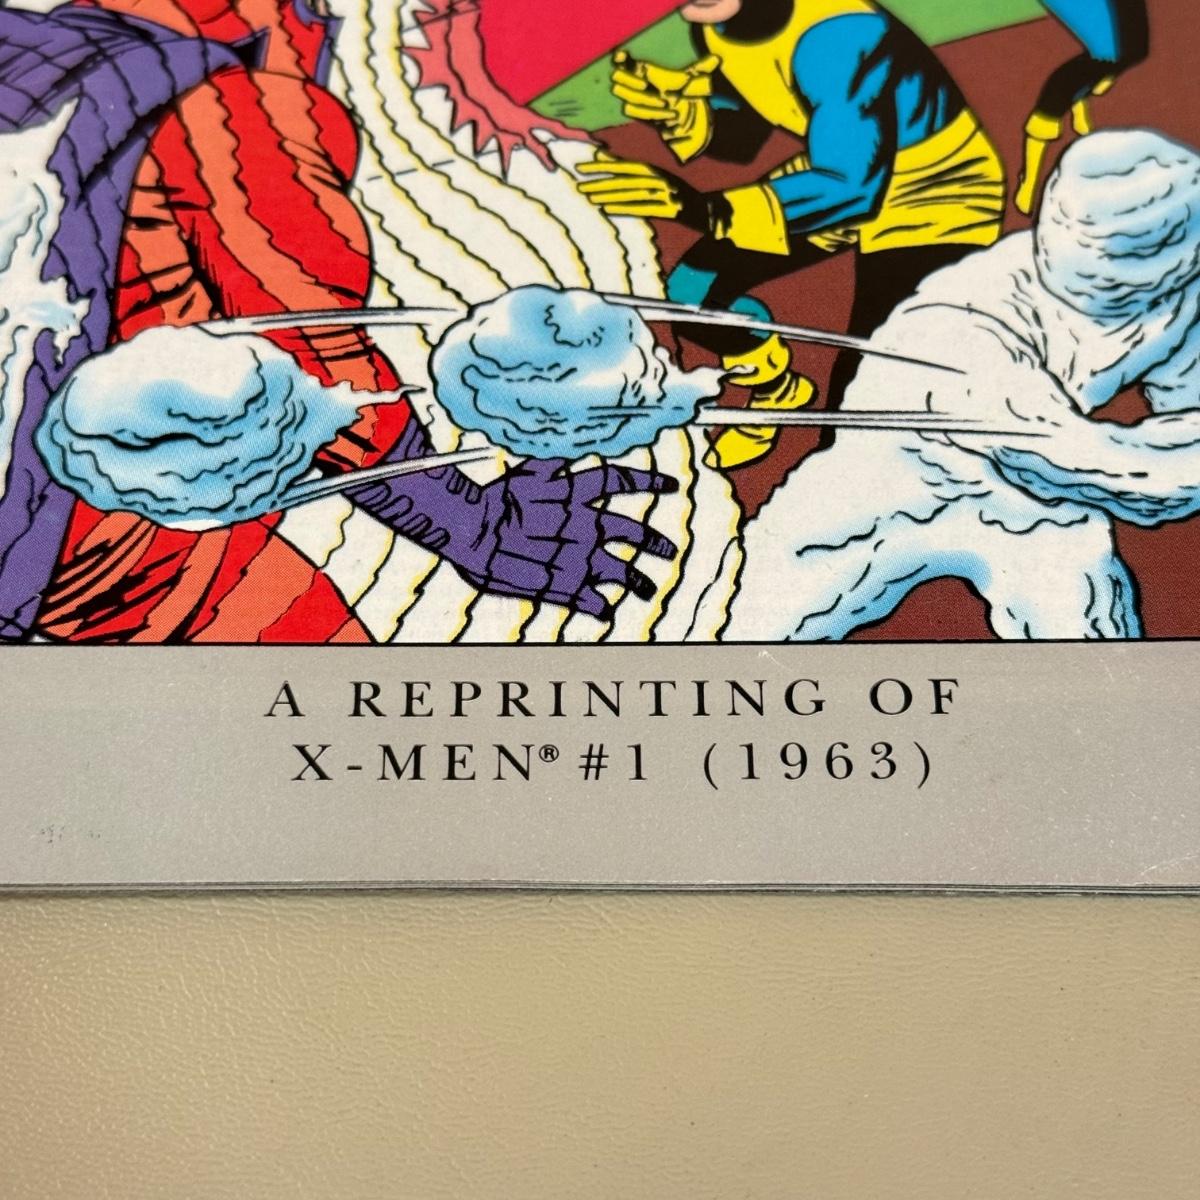 A REPRINTING OF
X-MEN® #1 (1963)